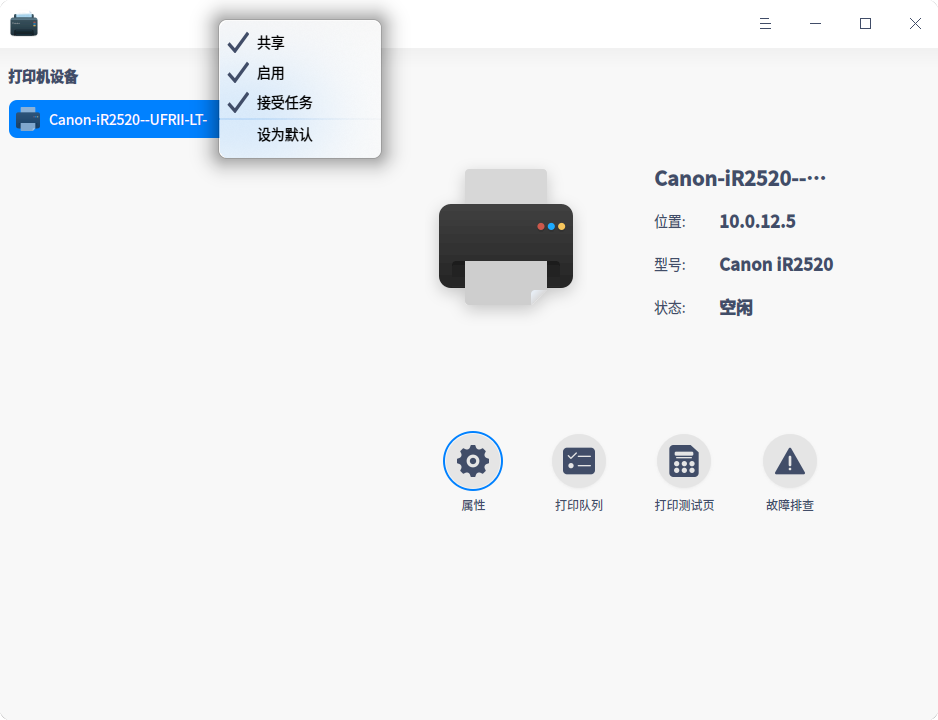 共享
启用
接受任务
设为默认
打印机设备
Canon-iR2520--UFRII-LT-
Canon-iR2520--···
位置: 10.0.12.5
型号: Canon iR2520
状态: 空闲
属性 打印队列 打印测试页 故障排查